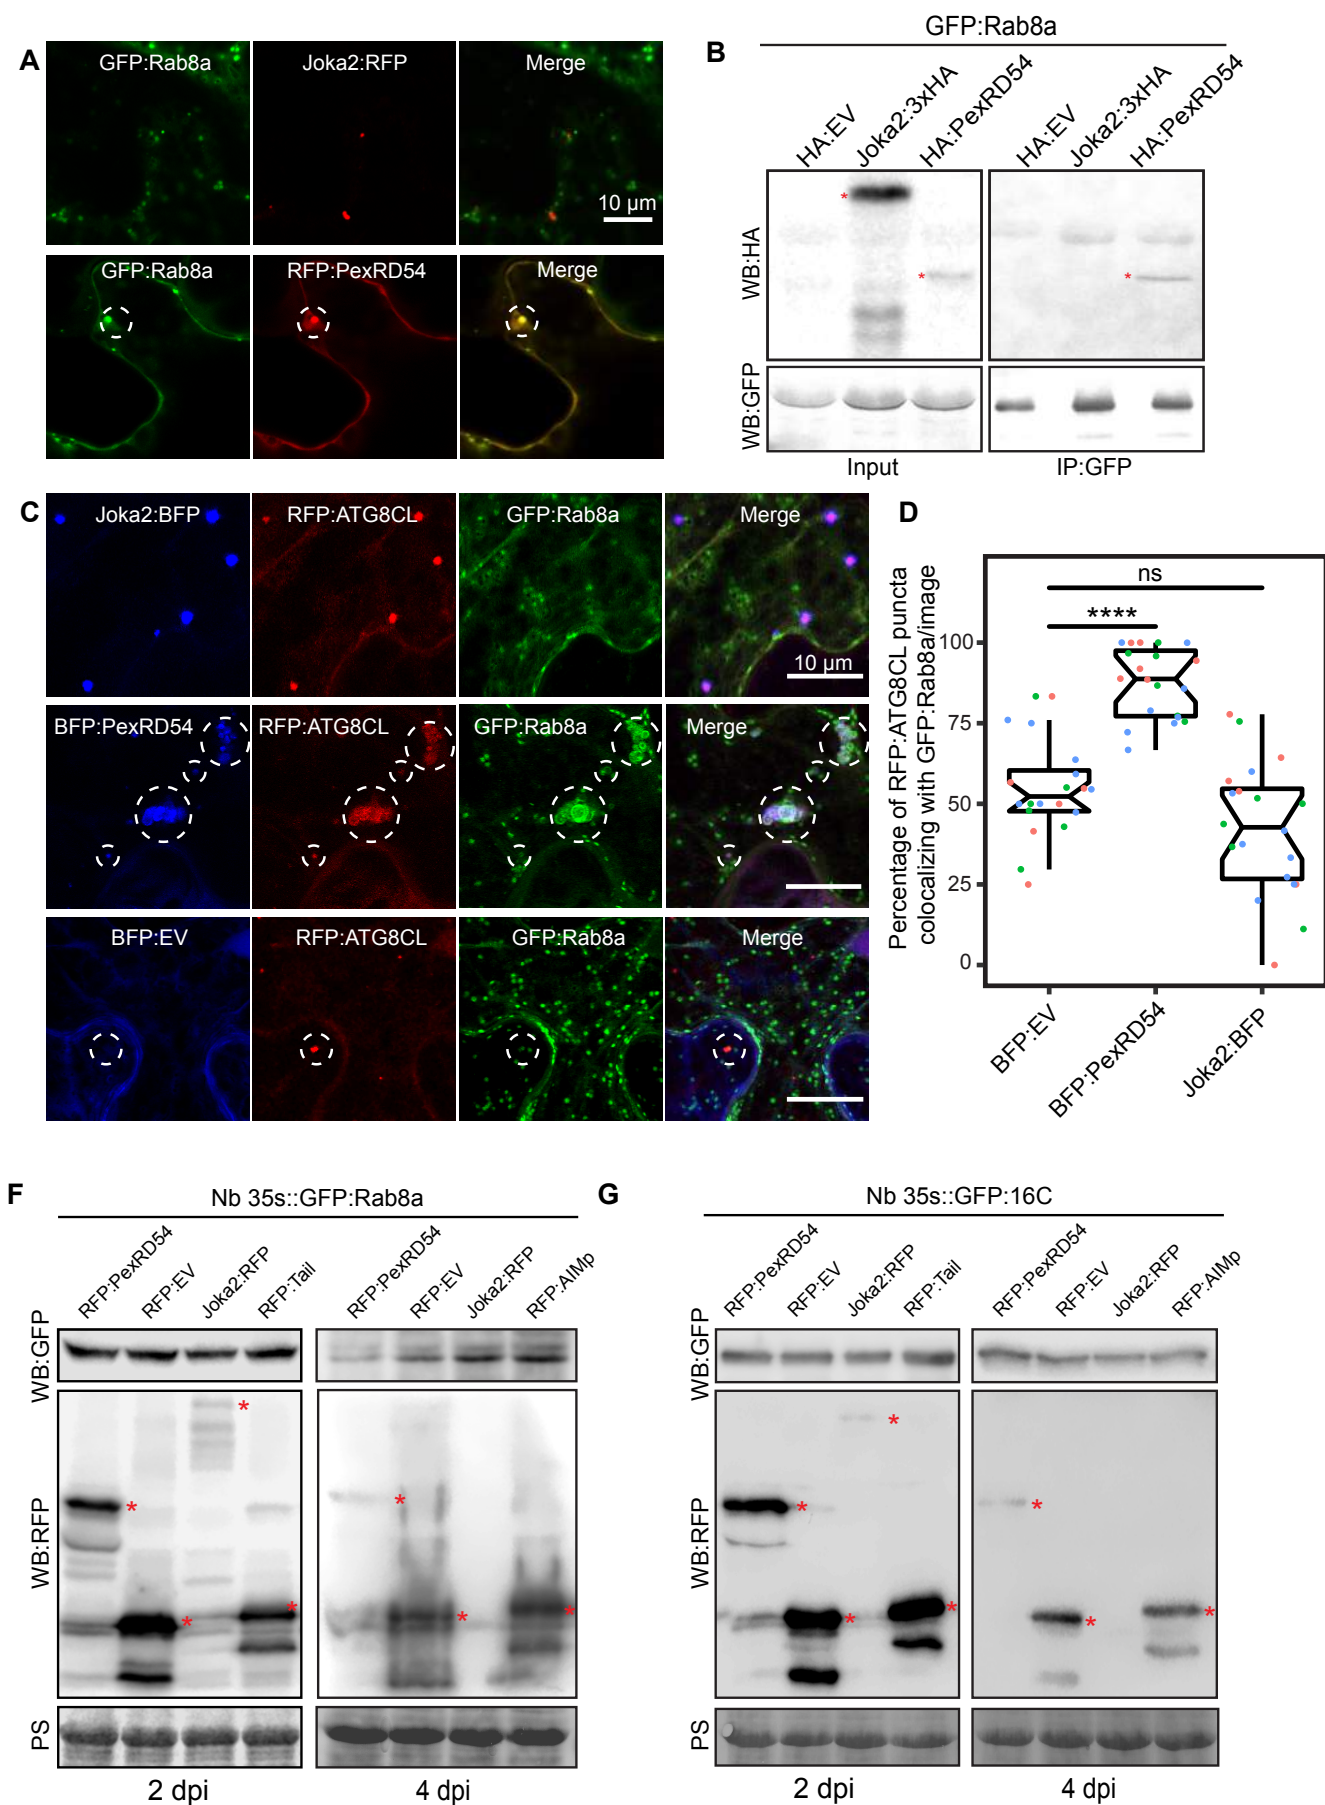 A
GFP:Rab8a
Joka2:RFP
Merge
10 µm
GFP:Rab8a
RFP:PexRD54
Merge
B
GFP:Rab8a
HA:EV
Joka2:3xHA
HA:PexRD54
HA:EV
Joka2:3xHA
HA:PexRD54
WB:HA
*
*
*
WB:GFP
Input
IP:GFP
C
Joka2:BFP
RFP:ATG8CL
GFP:Rab8a
Merge
10 µm
BFP:PexRD54
RFP:ATG8CL
GFP:Rab8a
Merge
BFP:EV
RFP:ATG8CL
GFP:Rab8a
Merge
D
Percentage of RFP:ATG8CL puncta
colocalizing with GFP:Rab8a/image
ns
****
100
75
50
25
0
BFP:EV
BFP:PexRD54
Joka2:BFP
F
Nb 35s::GFP:Rab8a
RFP:PexRD54
RFP:EV
Joka2:RFP
RFP:Tail
RFP:PexRD54
RFP:EV
Joka2:RFP
RFP:AIMp
WB:GFP
WB:RFP
*
*
*
*
*
*
*
PS
2 dpi
4 dpi
G
Nb 35s::GFP:16C
RFP:PexRD54
RFP:EV
Joka2:RFP
RFP:Tail
RFP:PexRD54
RFP:EV
Joka2:RFP
RFP:AIMp
WB:GFP
WB:RFP
*
*
*
*
*
*
*
PS
2 dpi
4 dpi